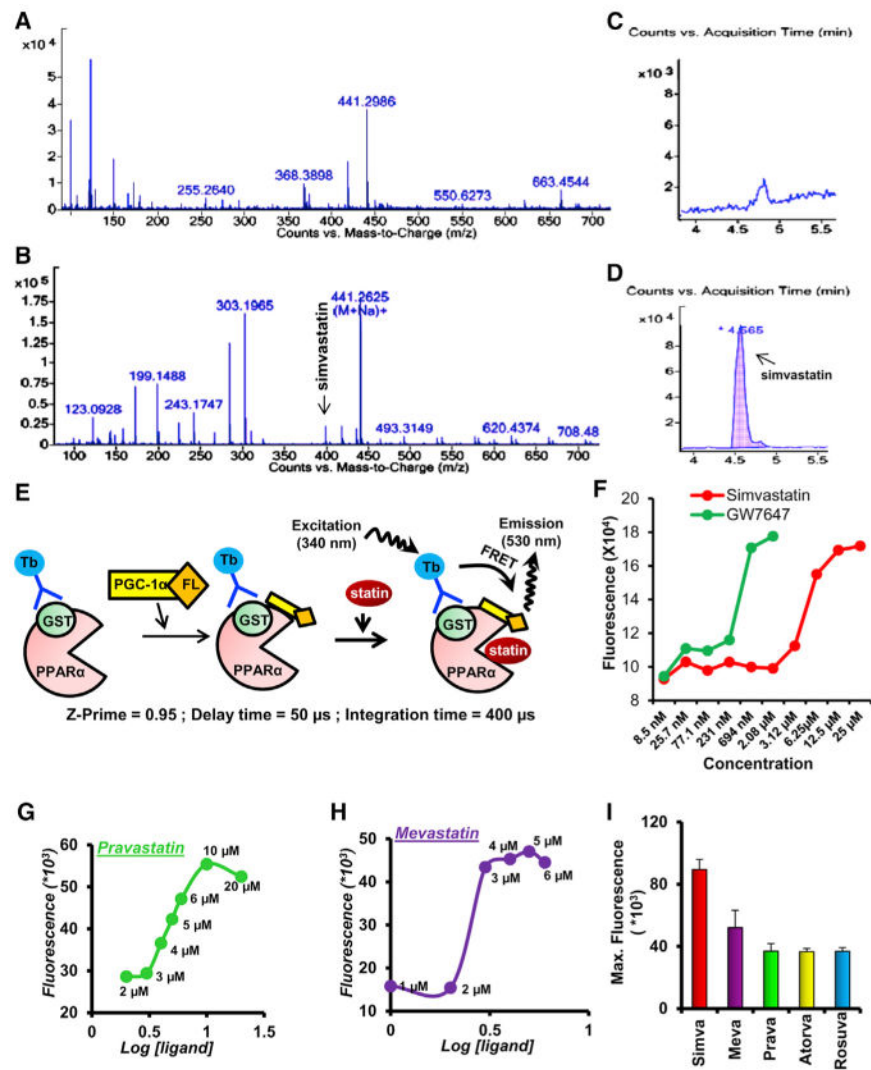 A
×10 4
5
4
3
2
1
0
255.2640
368.3898
441.2986
550.6273
663.4544
150 200 250 300 350 400 450 500 550 600 650 700
Counts vs. Mass-to-Charge (m/z)
B
×10 5
1.75
1.5
1.25
1
0.75
0.5
0.25
0
123.0928
199.1488
243.1747
303.1965
simvastatin
441.2625
(M+Na)+
493.3149
620.4374
708.48
100 150 200 250 300 350 400 450 500 550 600 650 700
Counts vs. Mass-to-Charge (m/z)
C
Counts vs. Acquisition Time (min)
×10 3
8
6
4
2
4 4.5 5 5.5
D
Counts vs. Acquisition Time (min)
×10 4
8
6
4
2
0
* 4.565
simvastatin
4 4.5 5 5.5
E
Tb
GST
PPARα
PGC-1α FL
Tb
GST
PPARα
statin
Excitation
(340 nm)
Tb
FRET
Emission
(530 nm)
GST
PPARα
statin
Z-Prime = 0.95 ; Delay time = 50 µs ; Integration time = 400 µs
F
Simvastatin
GW7647
Fluorescence (X10⁴)
20
18
16
14
12
10
8
8.5 nM
25.7 nM
77.1 nM
231 nM
694 nM
2.08 µM
3.12 µM
6.25µM
12.5 µM
25 µM
Concentration
G
Pravastatin
Fluorescence (*10³)
60
50
40
30
20
2 µM
3 µM
4 µM
5 µM
6 µM
10 µM
20 µM
0 0.5 1 1.5
Log [ligand]
H
Mevastatin
Fluorescence (*10³)
50
40
30
20
10
1 µM
2 µM
3 µM
4 µM
5 µM
6 µM
0 0.5 1
Log [ligand]
I
Max. Fluorescence
( *10³)
120
80
40
0
Simva
Meva
Prava
Atorva
Rosuva